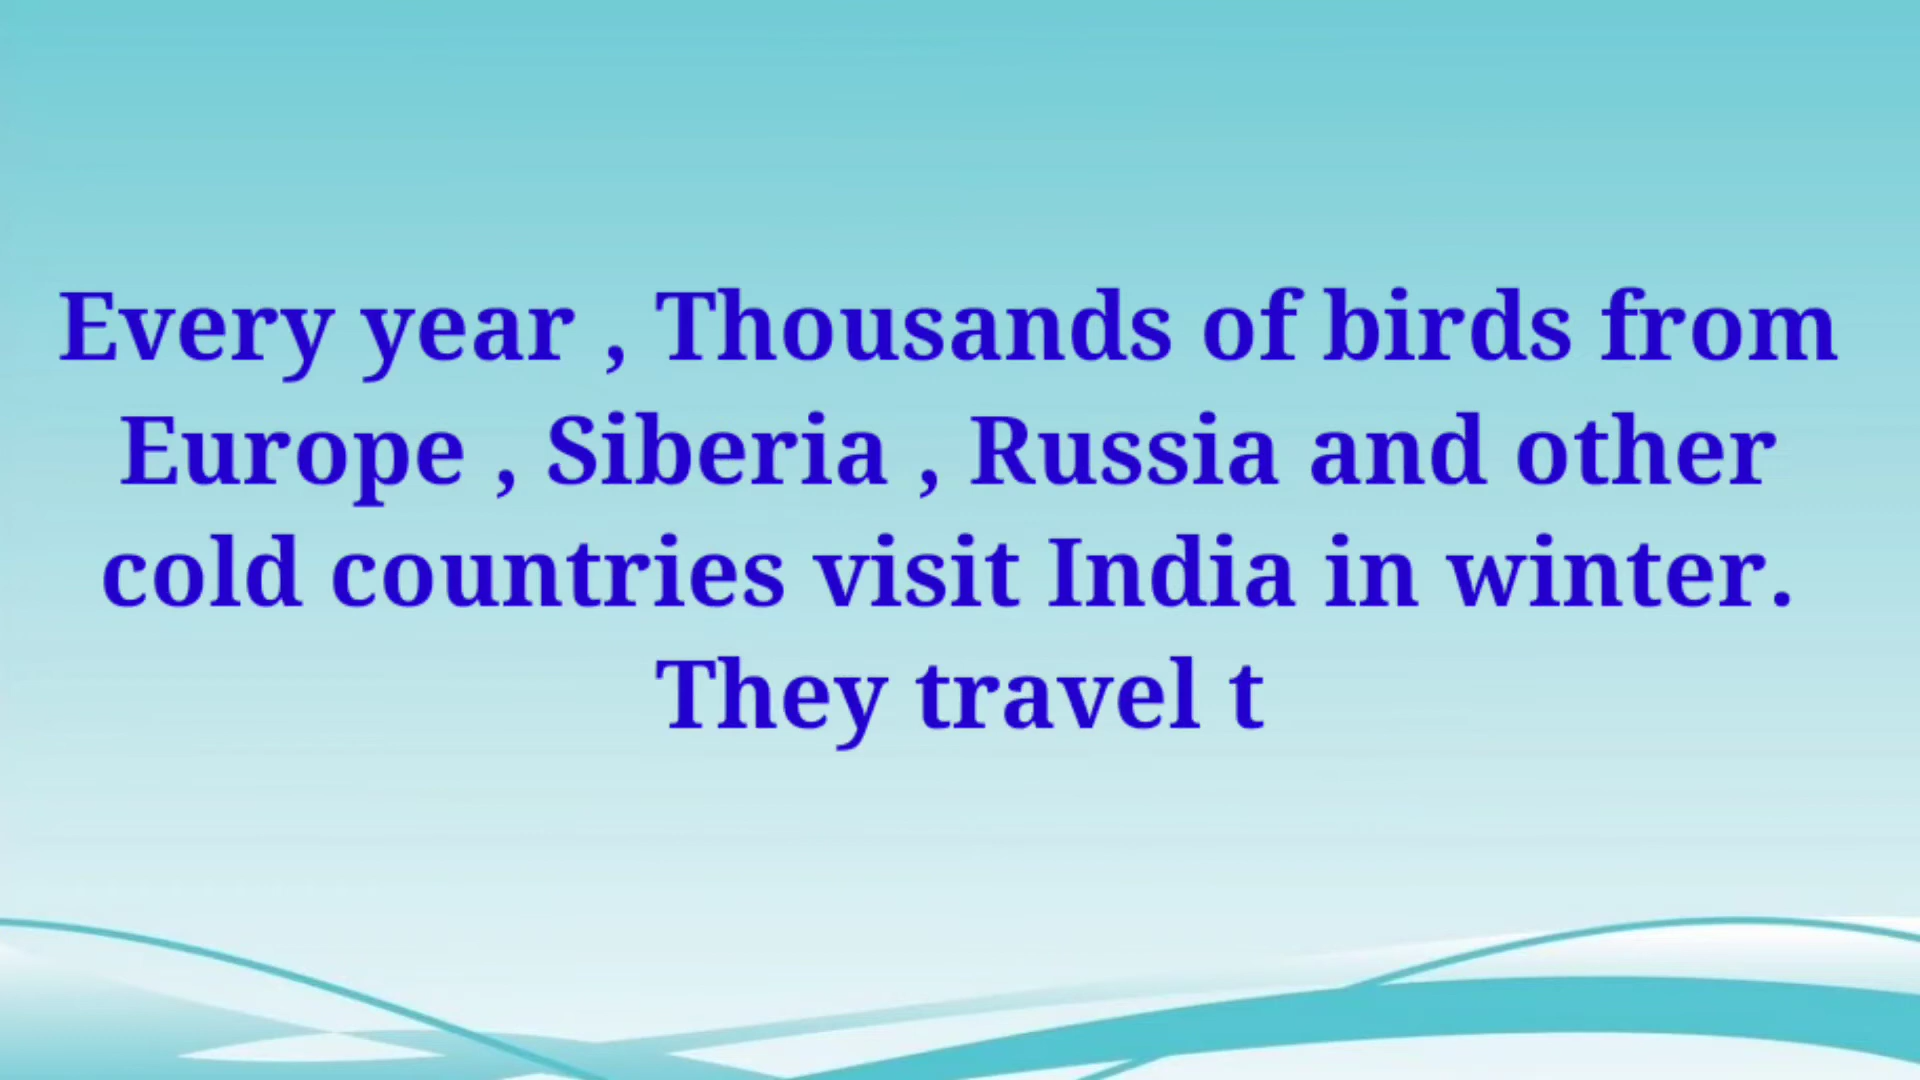 Every year , Thousands of birds from
Europe , Siberia , Russia and other
cold countries visit India in winter.
They travel t